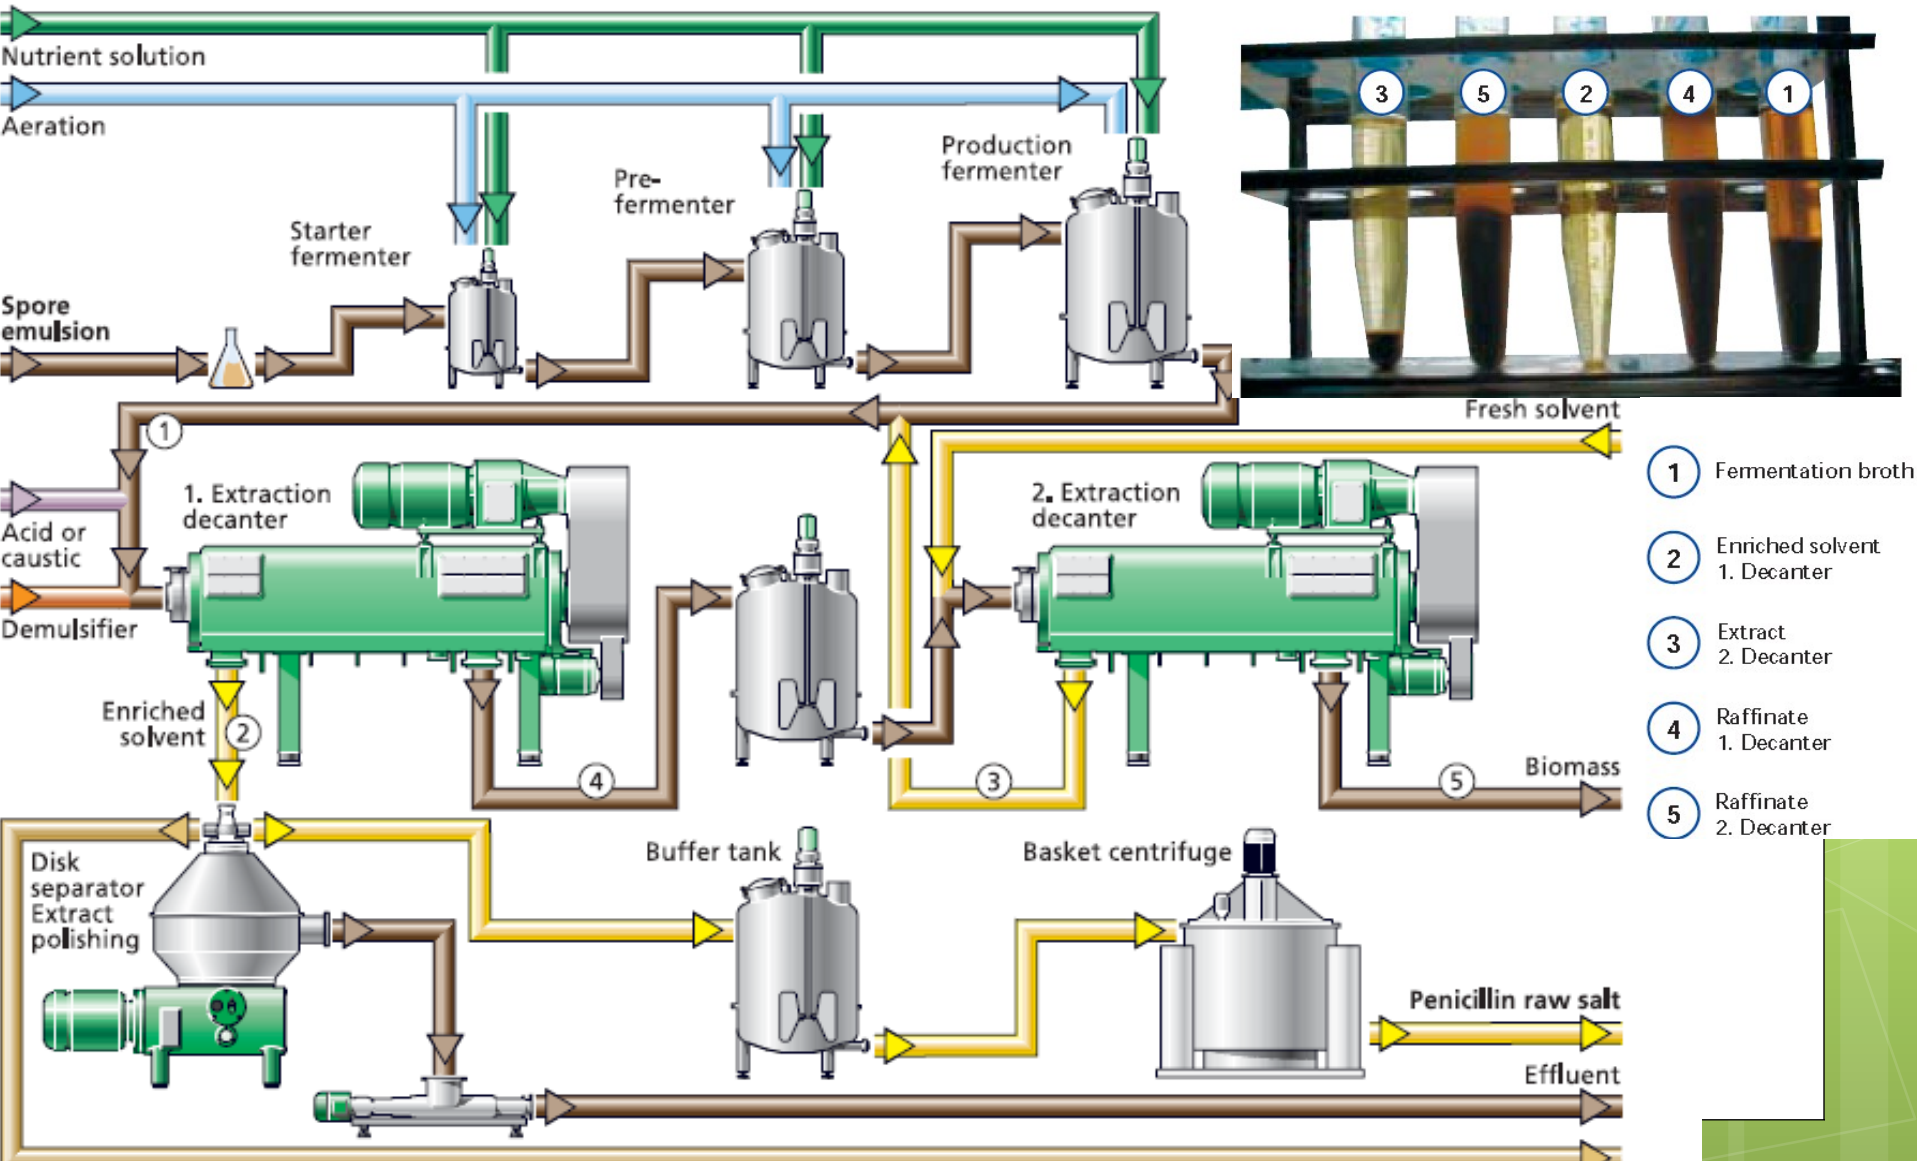 Nutrient solution
Aeration
Starter
fermenter
Pre-
fermenter
Production
fermenter
Spore
emulsion
3
5
2
4
1
Fresh solvent
1
Acid or
caustic
Demulsifier
1. Extraction
decanter
2. Extraction
decanter
Enriched
solvent
2
4
3
5
Biomass
1 Fermentation broth
2 Enriched solvent
1. Decanter
3 Extract
2. Decanter
4 Raffinate
1. Decanter
5 Raffinate
2. Decanter
Disk
separator
Extract
polishing
Buffer tank
Basket centrifuge
Penicillin raw salt
Effluent